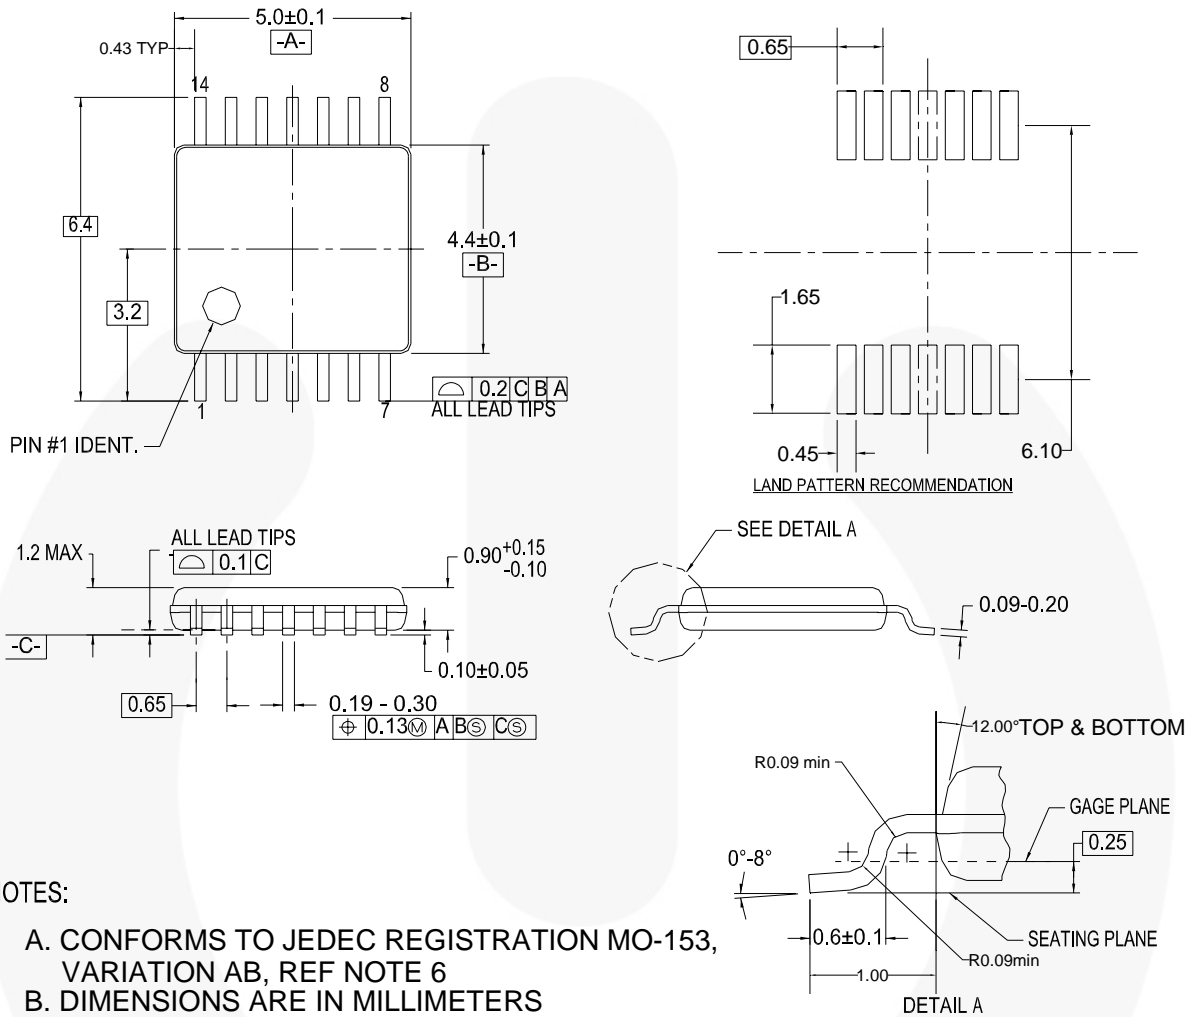 5.0±0.1
-A-
0.43 TYP
0.65
14
8
6.4
4.4±0.1
-B-
3.2
1.65
1
7
0.2 C B A
ALL LEAD TIPS
PIN #1 IDENT.
0.45
6.10
LAND PATTERN RECOMMENDATION
ALL LEAD TIPS
0.1 C
1.2 MAX
0.90 +0.15
-0.10
SEE DETAIL A
0.09-0.20
-C-
0.10±0.05
0.65
0.19 - 0.30
⌖ 0.13Ⓜ A BⓈ CⓈ
12.00° TOP & BOTTOM
R0.09 min
GAGE PLANE
0.25
0°-8°
0.6±0.1
SEATING PLANE
R0.09min
1.00
DETAIL A
OTES:
A. CONFORMS TO JEDEC REGISTRATION MO-153,
VARIATION AB, REF NOTE 6
B. DIMENSIONS ARE IN MILLIMETERS